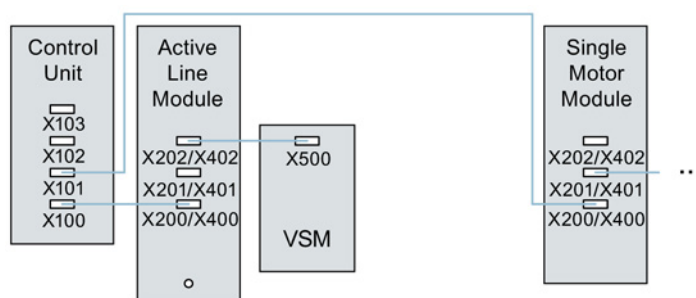 Control
Unit
X103
X102
X101
X100
Active
Line
Module
X202/X402
X201/X401
X200/X400
X500
VSM
Single
Motor
Module
X202/X402
X201/X401
X200/X400
..